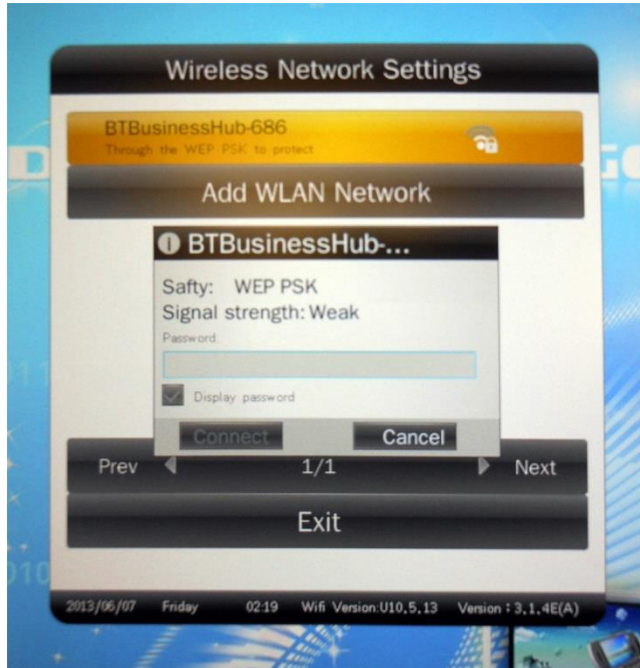 Wireless Network Settings
BTBusinessHub-686
Through the WEP PSK to protect
Add WLAN Network
BTBusinessHub-...
Safty: WEP PSK
Signal strength: Weak
Password:
Display password
Connect Cancel
Prev 1/1 Next
Exit
2013/06/07 Friday 02:19 Wifi Version:U10,5,13 Version : 3,1,4E(A)